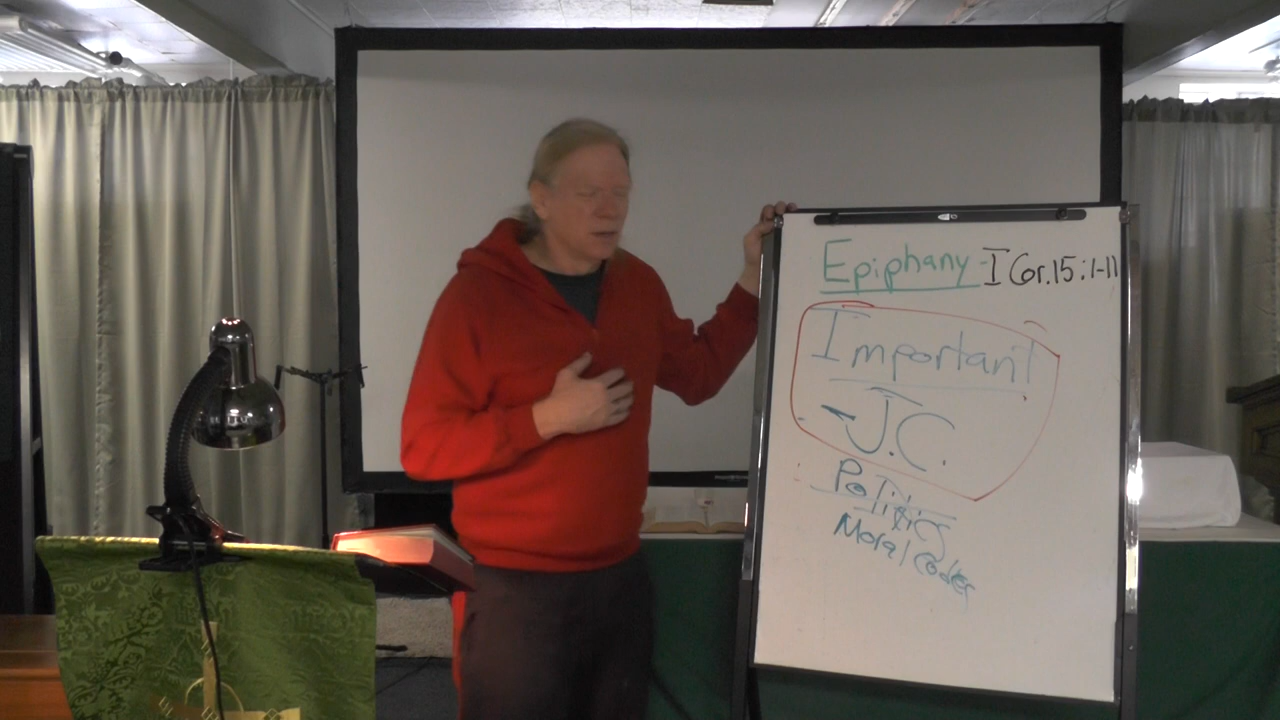 Epiphany - I Cor. 15:1-11
Important
- J.C.
Politics
Moral Codes